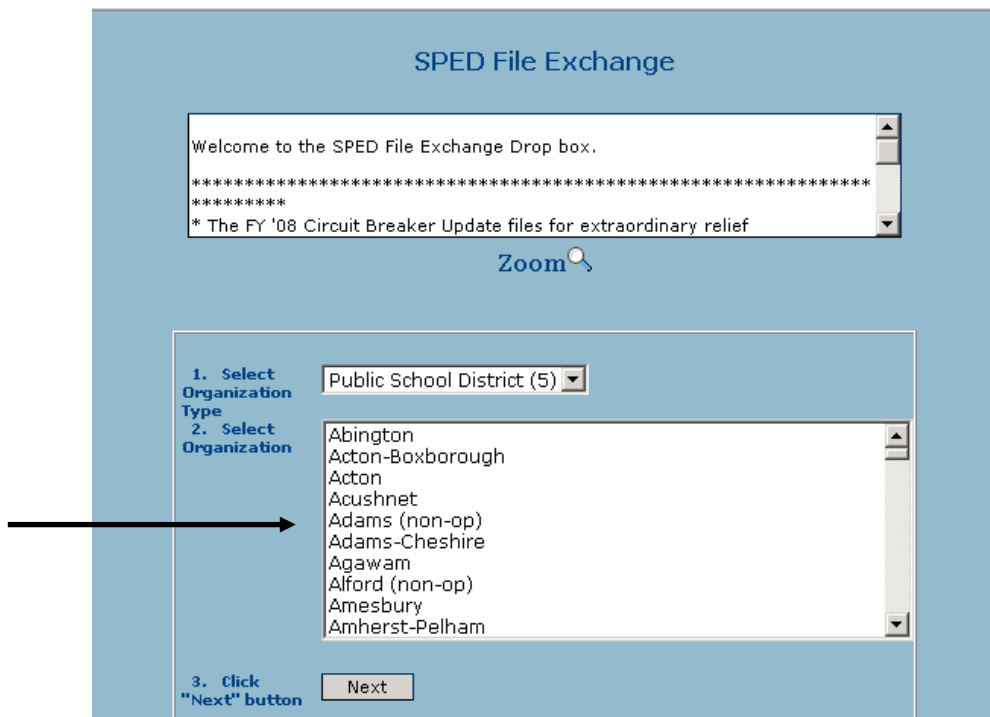 SPED File Exchange
Welcome to the SPED File Exchange Drop box.
****************************************************************
*********
* The FY '08 Circuit Breaker Update files for extraordinary relief
Zoom
1. Select
Organization
Type
Public School District (5)
2. Select
Organization
Abington
Acton-Boxborough
Acton
Acushnet
Adams (non-op)
Adams-Cheshire
Agawam
Alford (non-op)
Amesbury
Amherst-Pelham
3. Click
"Next" button
Next